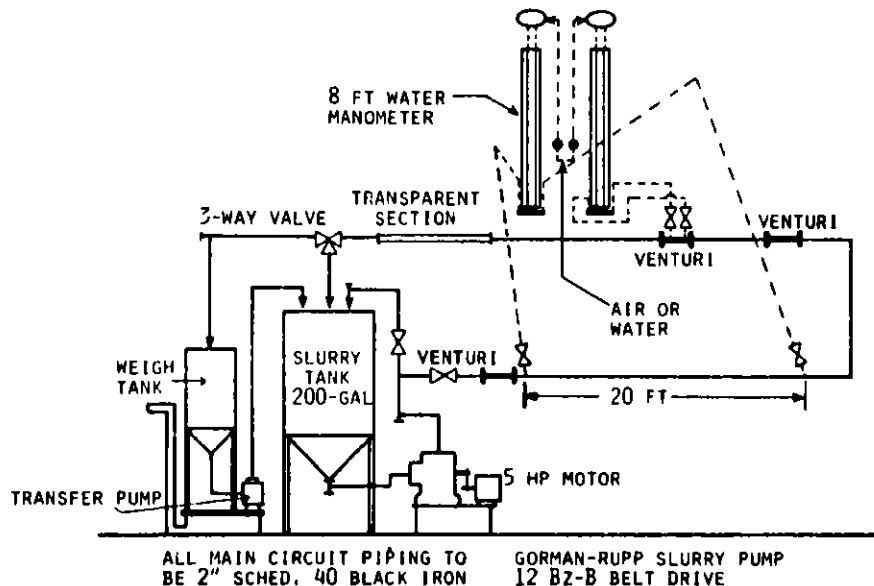 8 FT WATER
MANOMETER
TRANSPARENT
SECTION
3-WAY VALVE
VENTURI
VENTURI
AIR OR
WATER
WEIGH
TANK
SLURRY
TANK
200-GAL
VENTURI
20 FT
5 HP MOTOR
TRANSFER PUMP
ALL MAIN CIRCUIT PIPING TO
BE 2" SCHED. 40 BLACK IRON
GORMAN-RUPP SLURRY PUMP
12 Bz-B BELT DRIVE